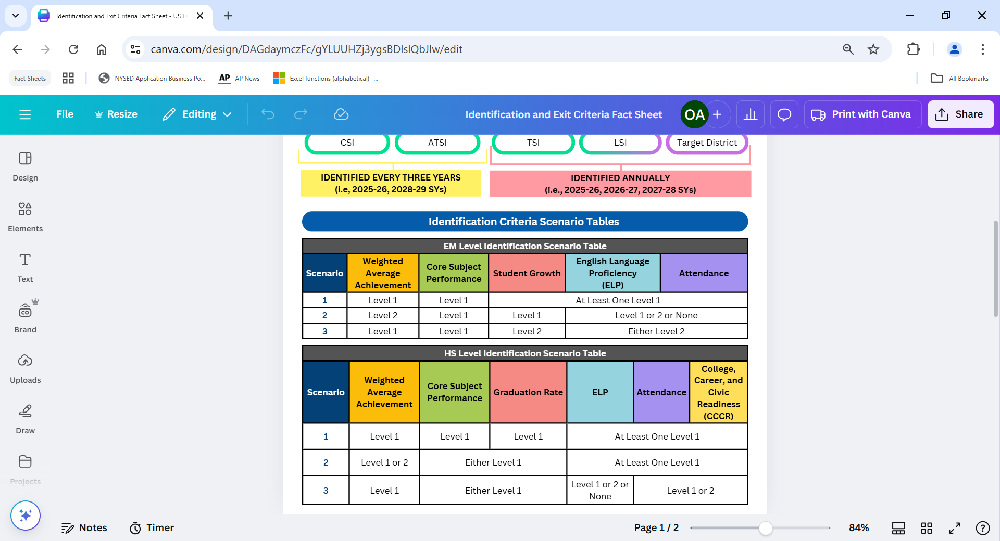 Identification and Exit Criteria Fact Sheet - US L
canva.com/design/DAGdaymczFc/gYLUUHZj3ygsBDlslQbJlw/edit
Fact Sheets
NYSED Application Business Po...
AP
AP News
Excel functions (alphabetical) -...
All Bookmarks
File
Resize
Editing
Identification and Exit Criteria Fact Sheet
OA
Print with Canva
Share
Design
Elements
Text
CO
Brand
Uploads
Draw
Projects
CSI
ATSI
TSI
LSI
Target District
IDENTIFIED EVERY THREE YEARS
(i.e, 2025-26, 2028-29 SYs)
IDENTIFIED ANNUALLY
(i.e., 2025-26, 2026-27, 2027-28 SYs)
Identification Criteria Scenario Tables
EM Level Identification Scenario Table
Scenario
Weighted
Average
Achievement
Core Subject
Performance
Student Growth
English Language
Proficiency
(ELP)
Attendance
1 Level 1 Level 1 At Least One Level 1
2 Level 2 Level 1 Level 1 Level 1 or 2 or None
3 Level 1 Level 1 Level 2 Either Level 2
HS Level Identification Scenario Table
Scenario
Weighted
Average
Achievement
Core Subject
Performance
Graduation Rate
ELP
Attendance
College,
Career, and
Civic
Readiness
(CCCR)
1 Level 1 Level 1 Level 1 At Least One Level 1
2 Level 1 or 2 Either Level 1 At Least One Level 1
3 Level 1 Either Level 1
Level 1 or 2 or
None
Level 1 or 2
Notes
Timer
Page 1 / 2
84%